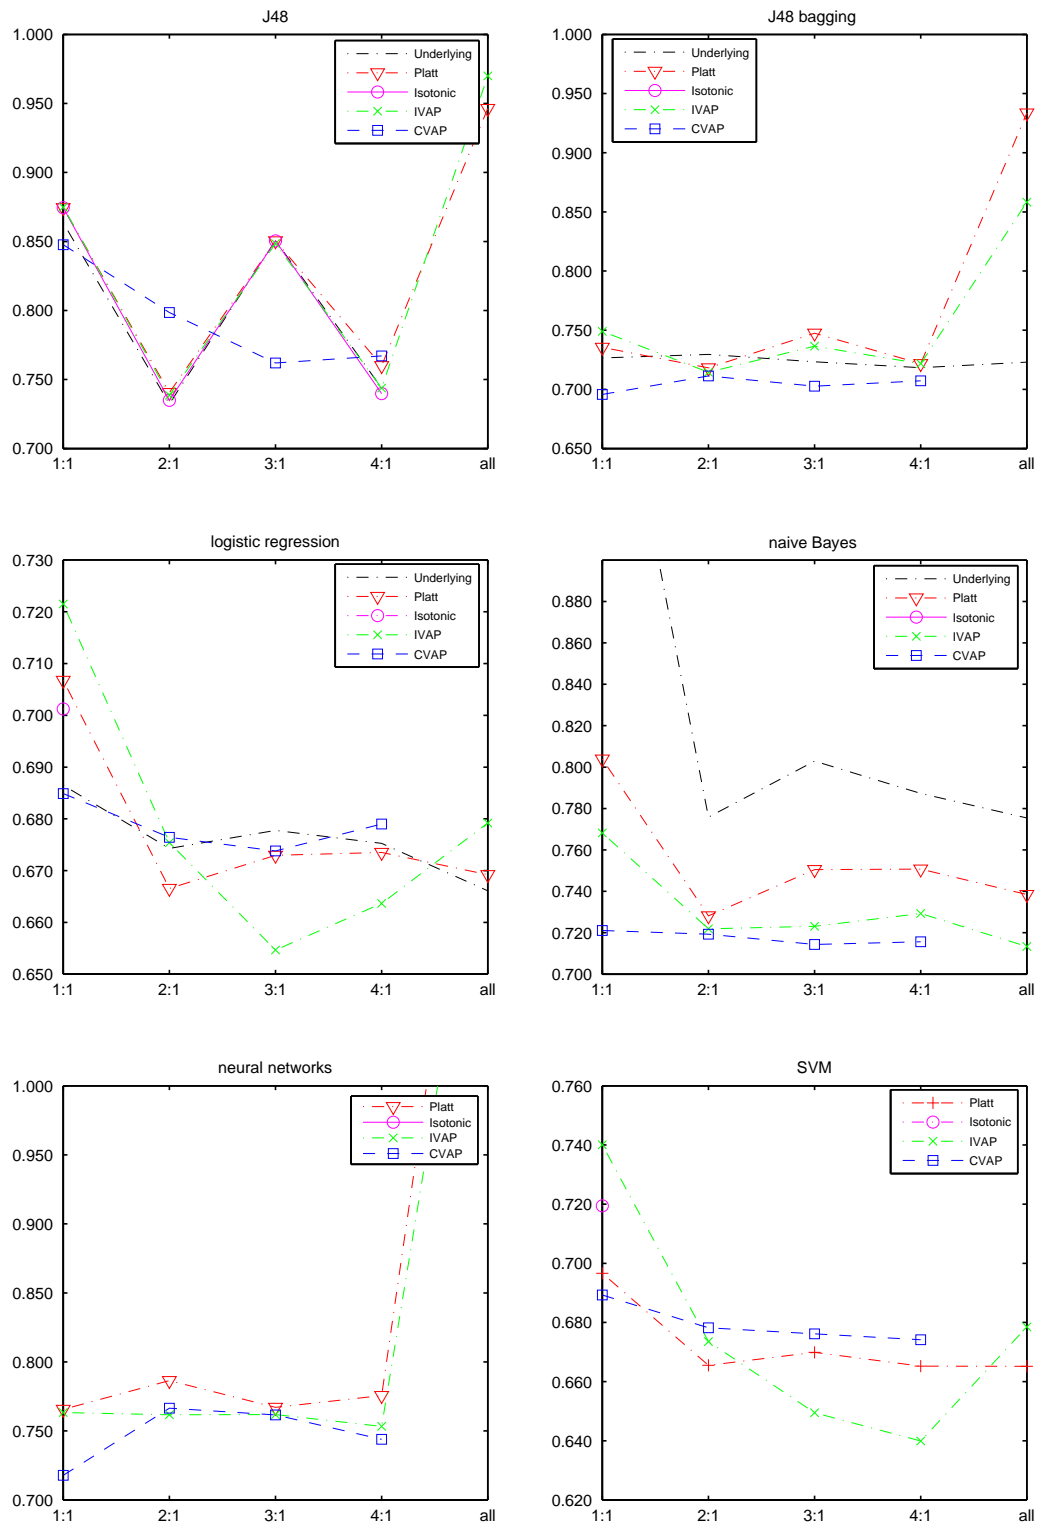 J48
1.000
0.950
0.900
0.850
0.800
0.750
0.700
1:1 2:1 3:1 4:1 all
Underlying
Platt
Isotonic
IVAP
CVAP
J48 bagging
1.000
0.950
0.900
0.850
0.800
0.750
0.700
0.650
1:1 2:1 3:1 4:1 all
Underlying
Platt
Isotonic
IVAP
CVAP
logistic regression
0.730
0.720
0.710
0.700
0.690
0.680
0.670
0.660
0.650
1:1 2:1 3:1 4:1 all
Underlying
Platt
Isotonic
IVAP
CVAP
naive Bayes
0.880
0.860
0.840
0.820
0.800
0.780
0.760
0.740
0.720
0.700
1:1 2:1 3:1 4:1 all
Underlying
Platt
Isotonic
IVAP
CVAP
neural networks
1.000
0.950
0.900
0.850
0.800
0.750
0.700
1:1 2:1 3:1 4:1 all
Platt
Isotonic
IVAP
CVAP
SVM
0.760
0.740
0.720
0.700
0.680
0.660
0.640
0.620
1:1 2:1 3:1 4:1 all
Platt
Isotonic
IVAP
CVAP